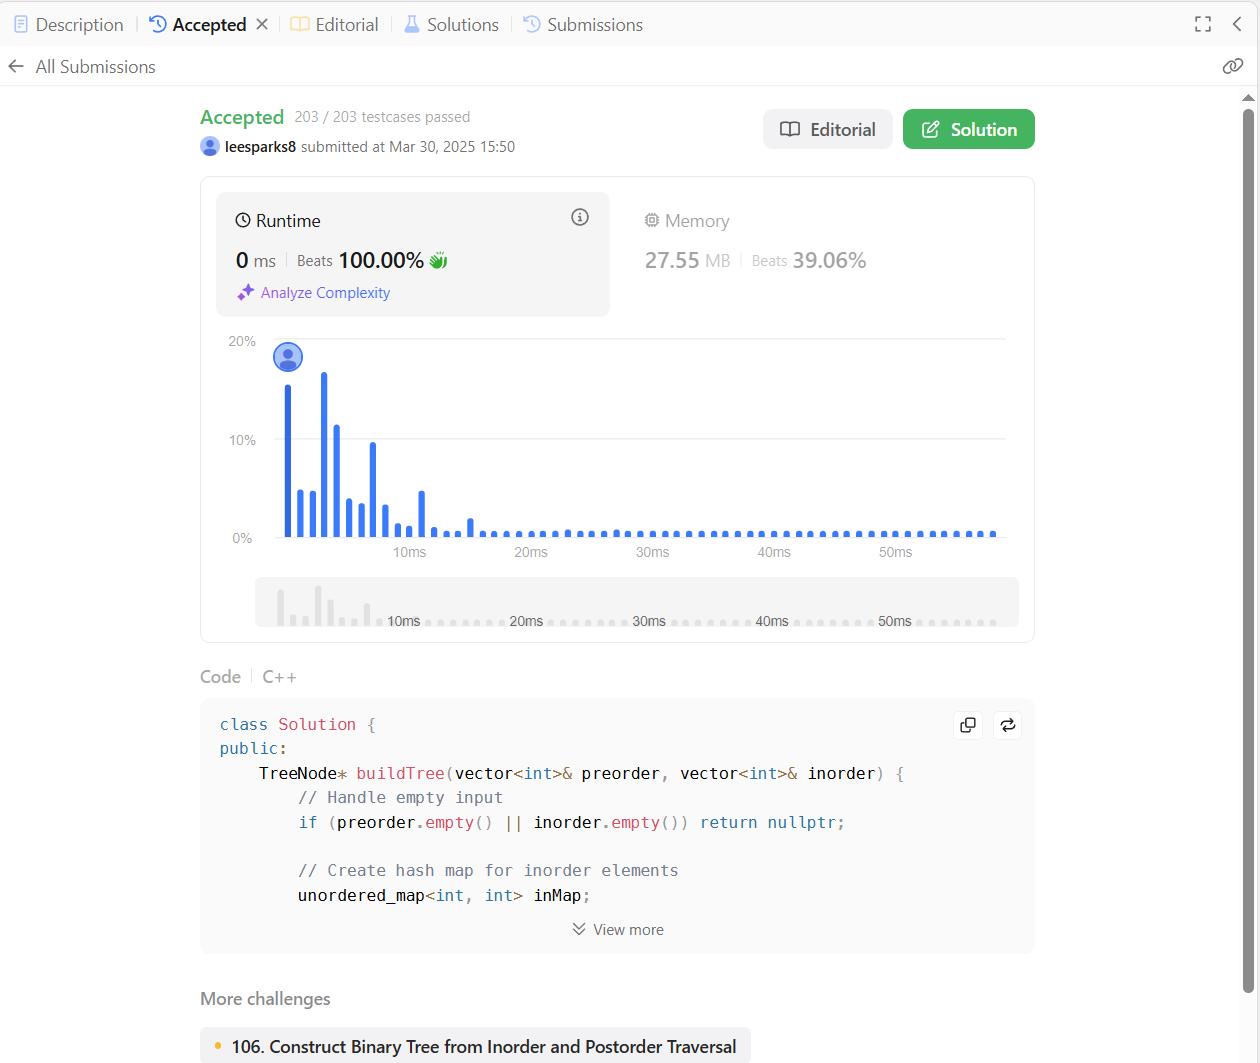 Description Accepted Editorial Solutions Submissions
All Submissions
Accepted 203 / 203 testcases passed
leesparks8 submitted at Mar 30, 2025 15:50
Editorial Solution
Runtime
0 ms Beats 100.00%
Analyze Complexity
Memory
27.55 MB Beats 39.06%
20%
10%
0%
10ms 20ms 30ms 40ms 50ms
10ms 20ms 30ms 40ms 50ms
Code C++
class Solution {
public:
    TreeNode* buildTree(vector<int>& preorder, vector<int>& inorder) {
        // Handle empty input
        if (preorder.empty() || inorder.empty()) return nullptr;
        // Create hash map for inorder elements
        unordered_map<int, int> inMap;
View more
More challenges
106. Construct Binary Tree from Inorder and Postorder Traversal